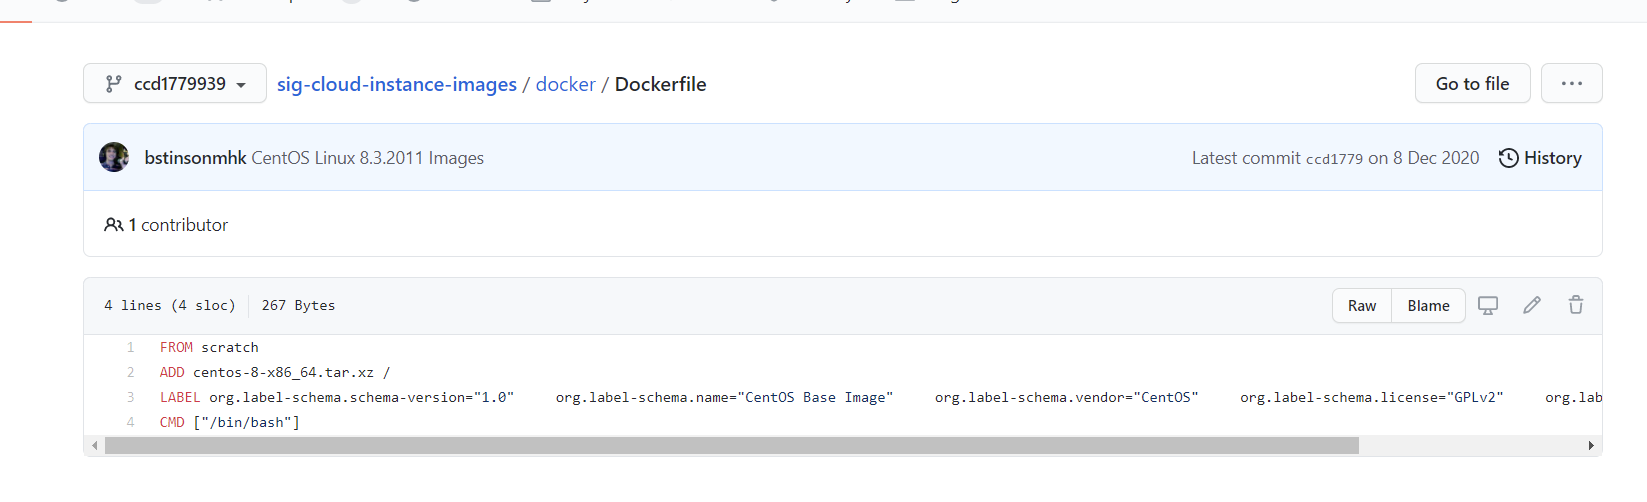 ccd1779939 sig-cloud-instance-images / docker / Dockerfile Go to file ...
bstinsonmhk CentOS Linux 8.3.2011 Images Latest commit ccd1779 on 8 Dec 2020 History
1 contributor
4 lines (4 sloc) 267 Bytes Raw Blame
1 FROM scratch
2 ADD centos-8-x86_64.tar.xz /
3 LABEL org.label-schema.schema-version="1.0" org.label-schema.name="CentOS Base Image" org.label-schema.vendor="CentOS" org.label-schema.license="GPLv2" org.lab
4 CMD ["/bin/bash"]